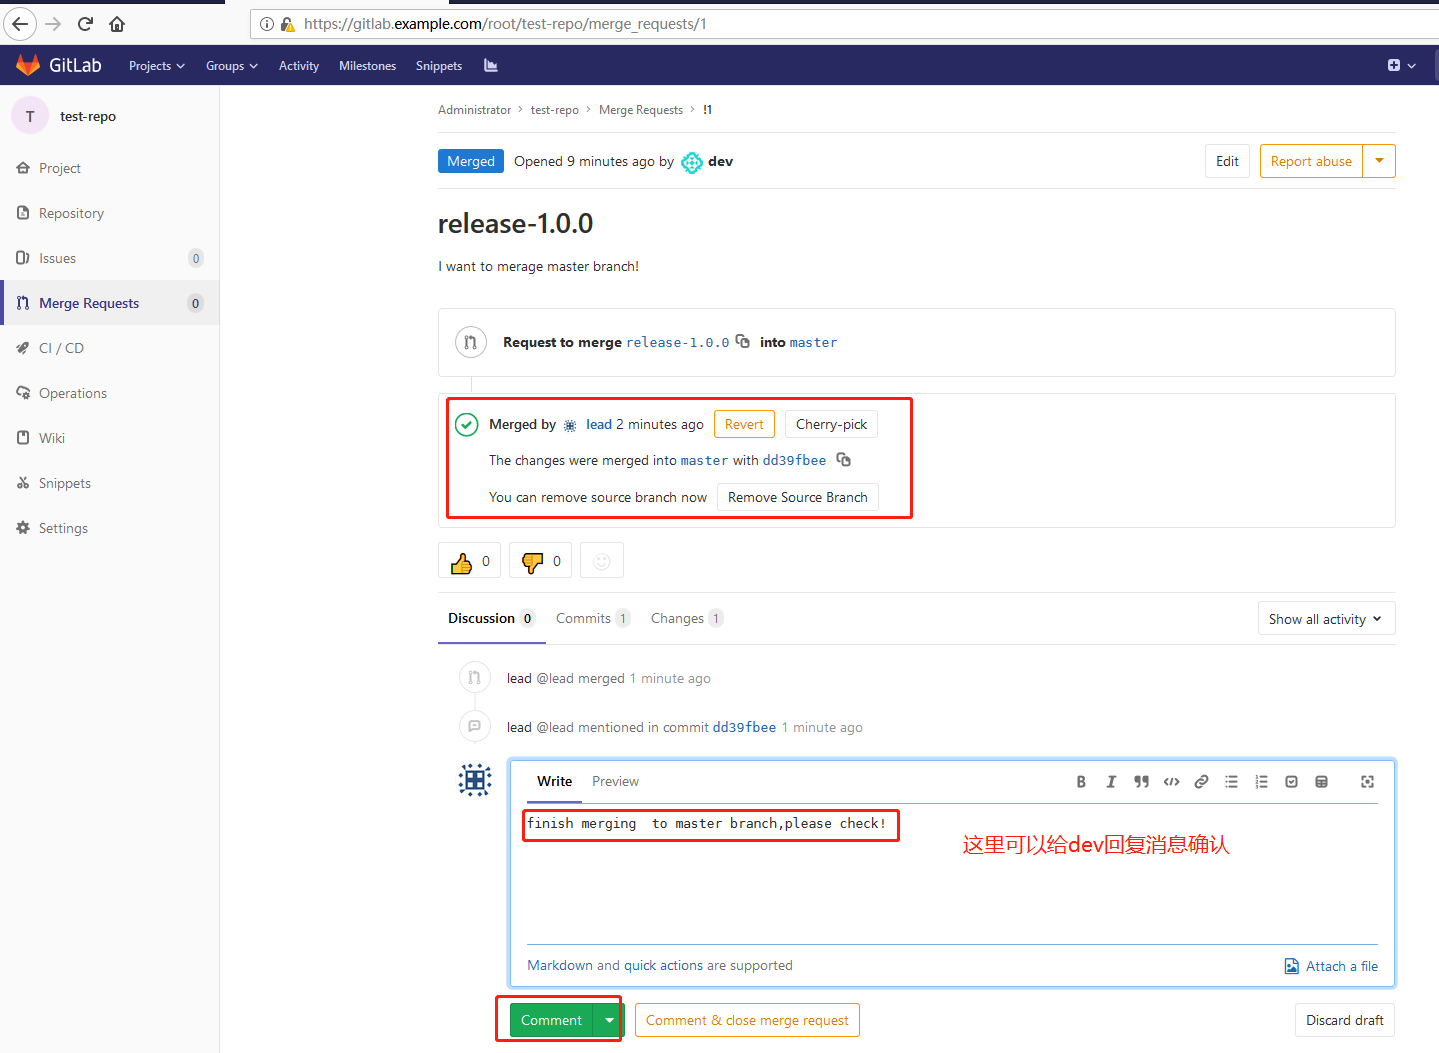 https://gitlab.example.com/root/test-repo/merge_requests/1
GitLab Projects Groups Activity Milestones Snippets
T test-repo
Project
Repository
Issues 0
Merge Requests 0
CI / CD
Operations
Wiki
Snippets
Settings
Administrator > test-repo > Merge Requests > !1
Merged Opened 9 minutes ago by dev Edit Report abuse
release-1.0.0
I want to merage master branch!
Request to merge release-1.0.0 into master
Merged by lead 2 minutes ago Revert Cherry-pick
The changes were merged into master with dd39fbee
You can remove source branch now Remove Source Branch
0 0
Discussion 0 Commits 1 Changes 1 Show all activity
lead @lead merged 1 minute ago
lead @lead mentioned in commit dd39fbee 1 minute ago
Write Preview
finish merging  to master branch,please check!
这里可以给dev回复消息确认
Markdown and quick actions are supported Attach a file
Comment Comment & close merge request Discard draft